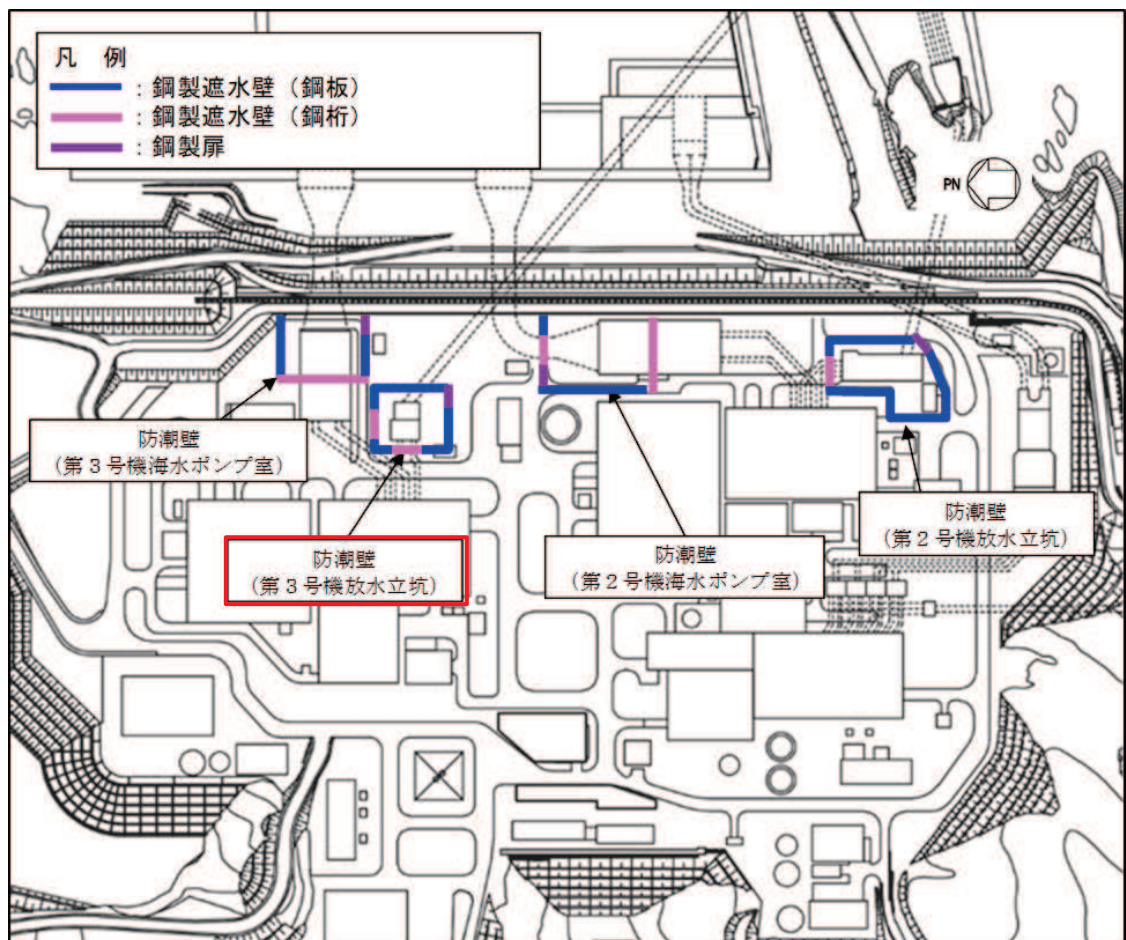 凡　例
：鋼製遮水壁（鋼板）
：鋼製遮水壁（鋼桁）
：鋼製扉
PN
防潮壁
(第３号機海水ポンプ室)
防潮壁
(第３号機放水立坑)
防潮壁
(第２号機海水ポンプ室)
防潮壁
(第２号機放水立坑)